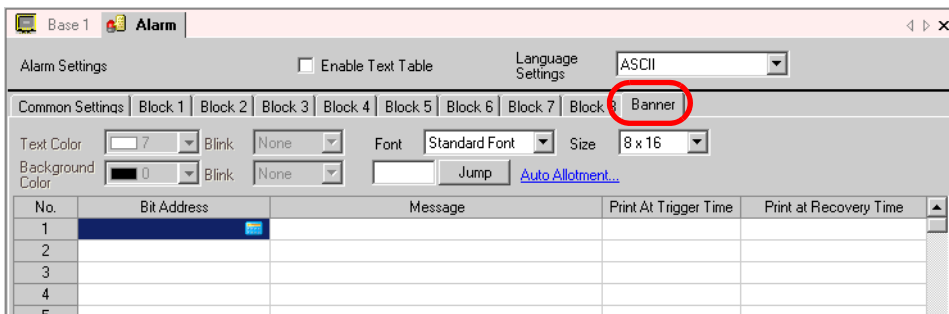 Base 1 Alarm
Alarm Settings Enable Text Table Language Settings ASCII
Common Settings Block 1 Block 2 Block 3 Block 4 Block 5 Block 6 Block 7 Block 8 Banner
Text Color 7 Blink None Font Standard Font Size 8 x 16
Background Color 0 Blink None Jump Auto Allotment...
No. Bit Address Message Print At Trigger Time Print at Recovery Time
1
2
3
4
5